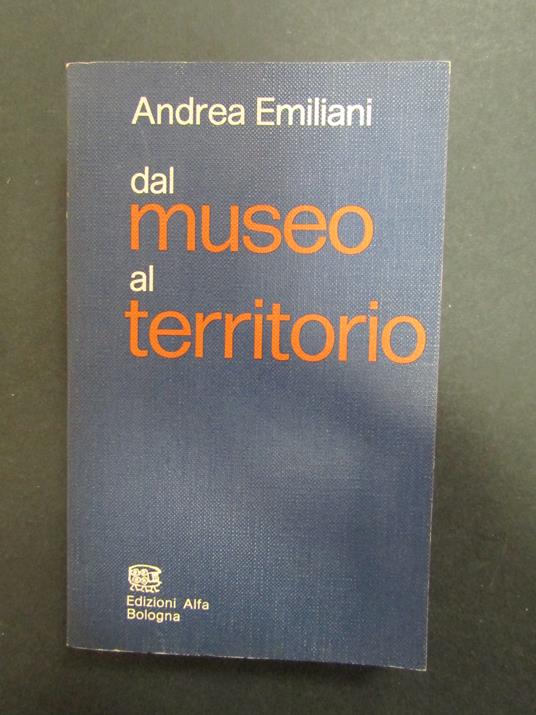 Andrea Emiliani
dal
museo
al
territorio
Edizioni Alfa
Bologna